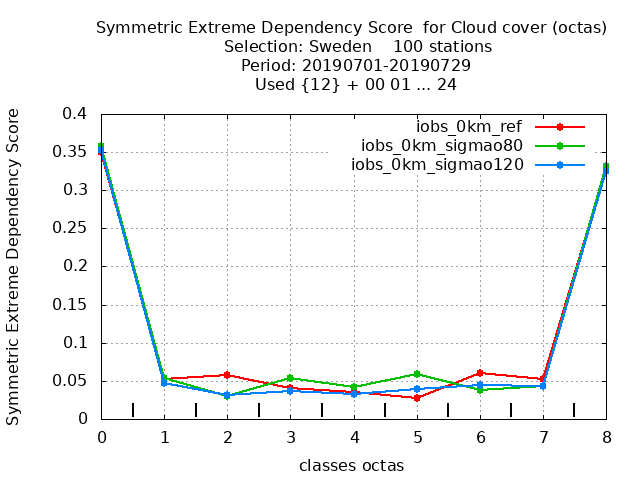 Symmetric Extreme Dependency Score  for Cloud cover (octas)
Selection: Sweden    100 stations
Period: 20190701-20190729
Used {12} + 00 01 ... 24
Symmetric Extreme Dependency Score
0.4
0.35
0.3
0.25
0.2
0.15
0.1
0.05
0
iobs_0km_ref
iobs_0km_sigmao80
iobs_0km_sigmao120
0 1 2 3 4 5 6 7 8
classes octas